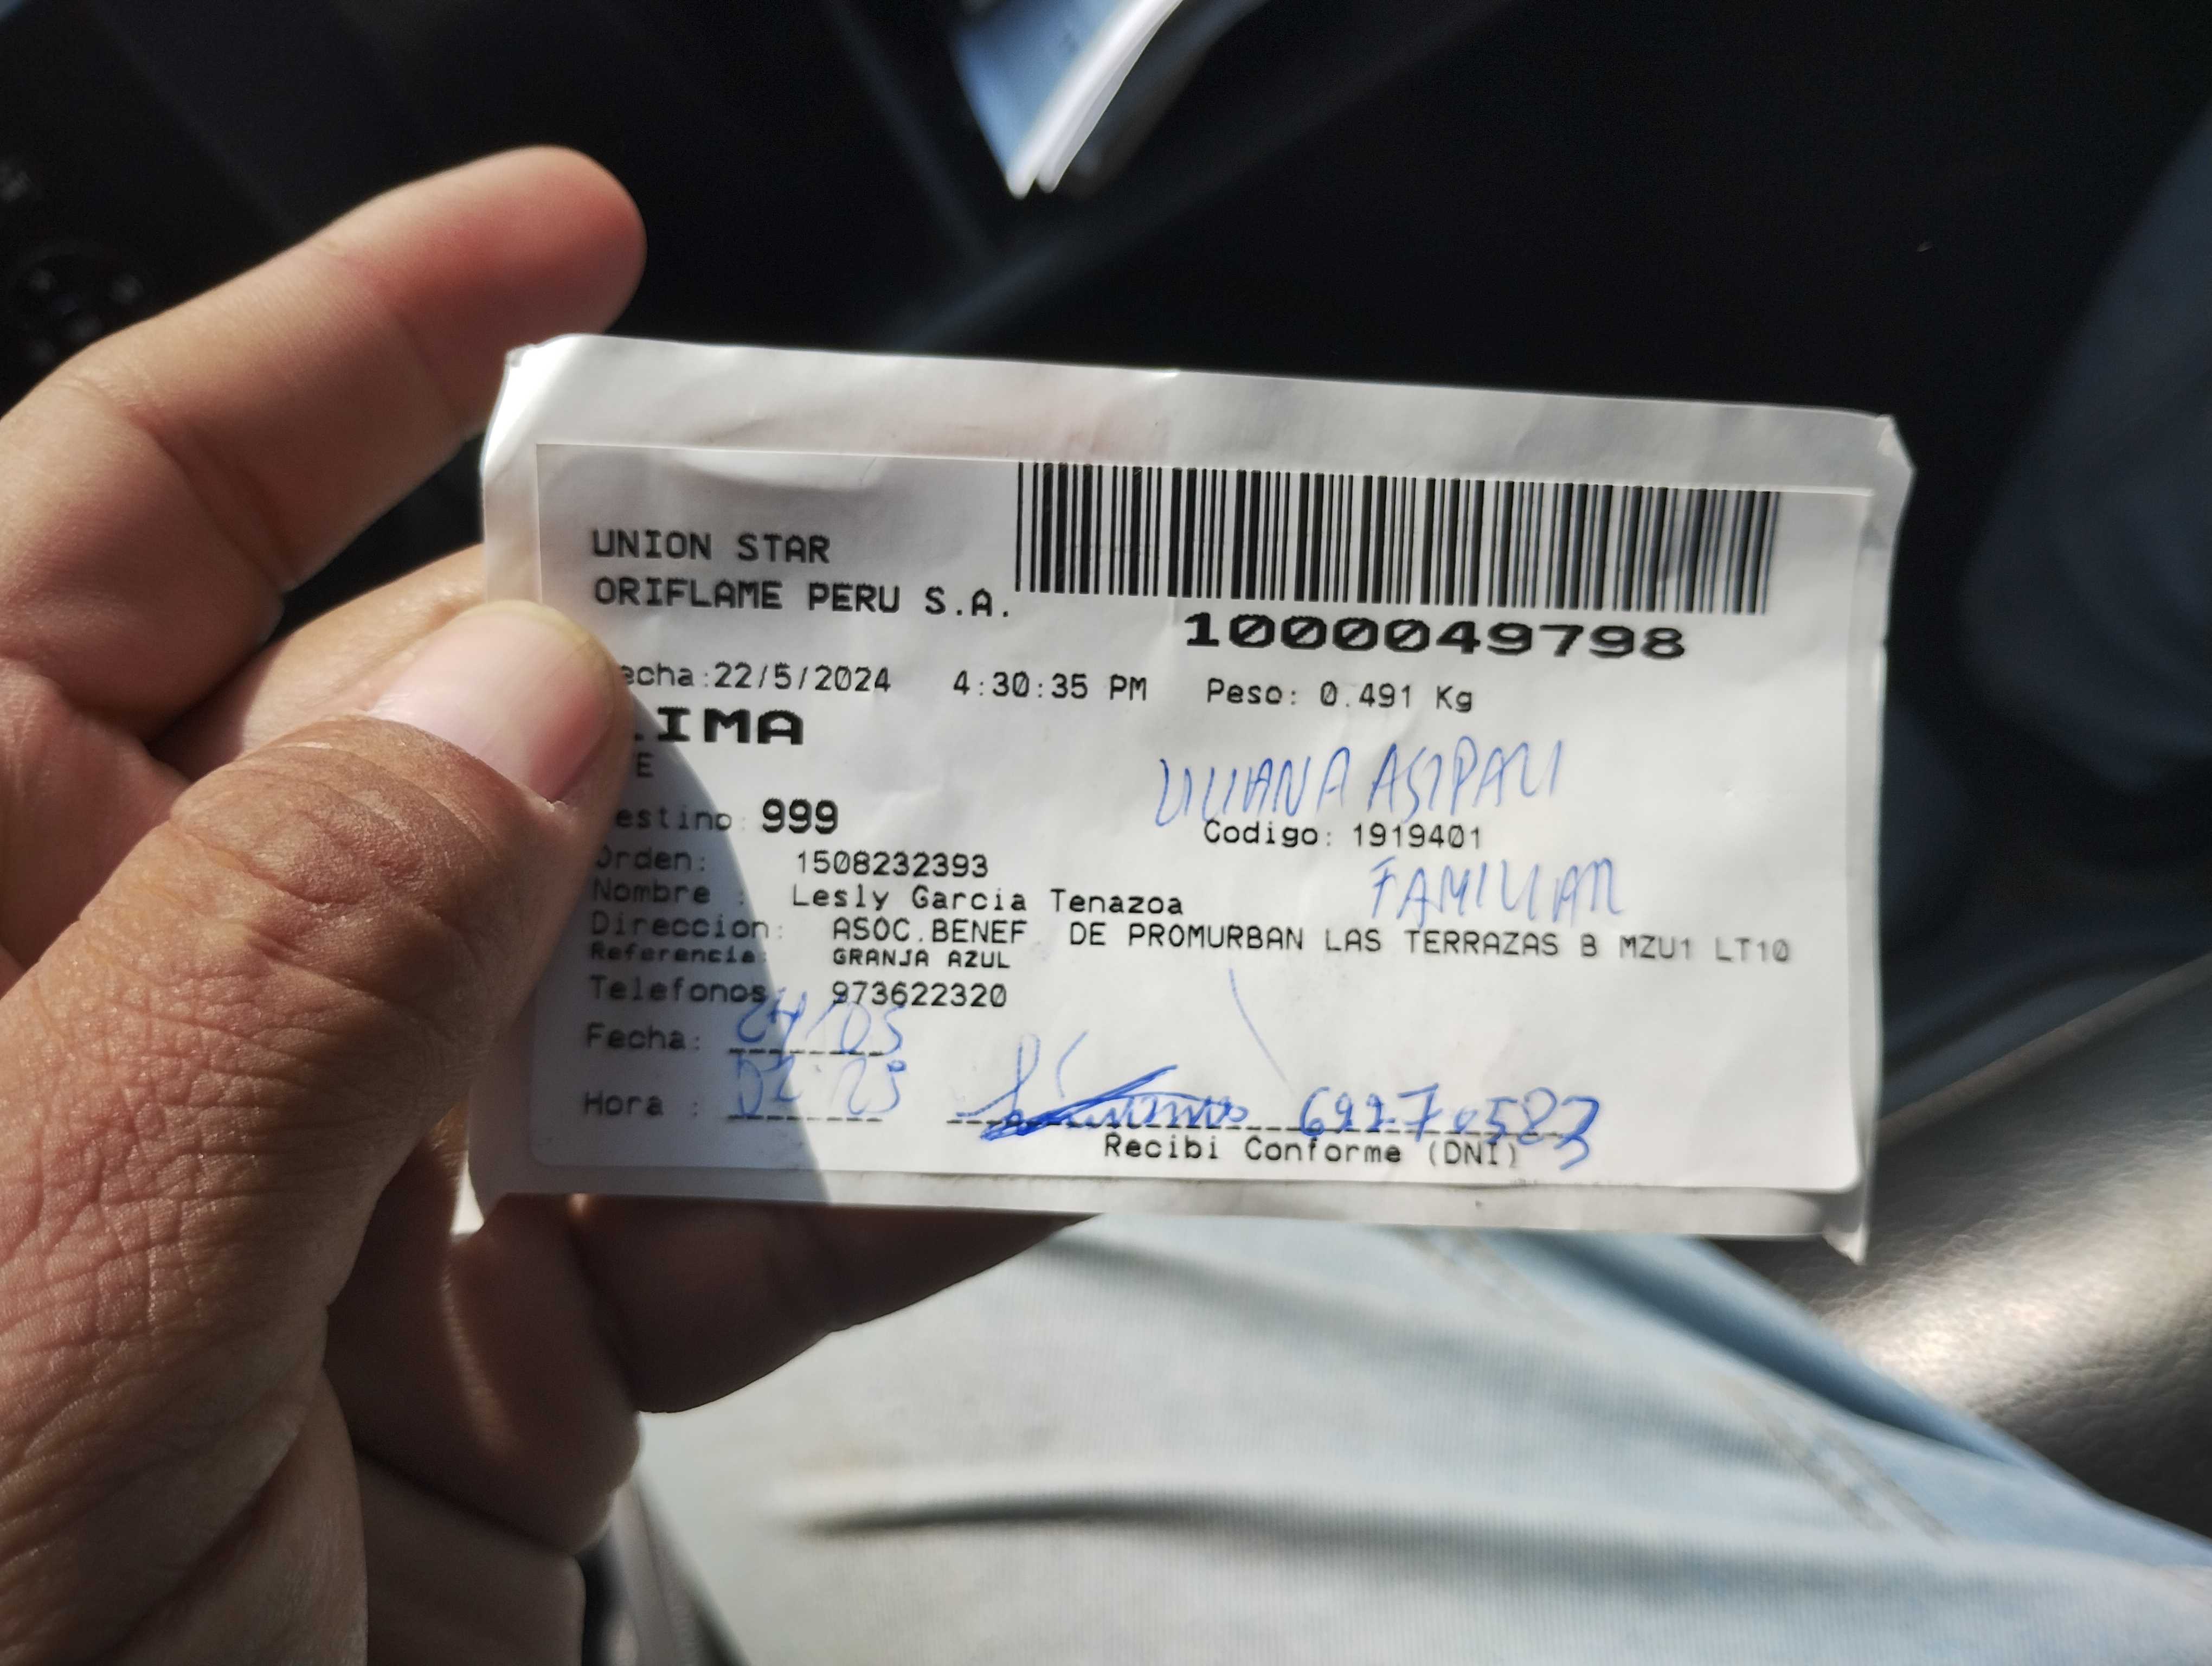 UNION STAR
ORIFLAME PERU S.A.
1000049798
echa:22/5/2024 4:30:35 PM Peso: 0.491 Kg
IMA
E
LILIANA ASIPALI
estino: 999
Codigo: 1919401
Orden: 1508232393
FAMILIAR
Nombre : Lesly Garcia Tenazoa
Direccion: ASOC.BENEF DE PROMURBAN LAS TERRAZAS B MZU1 LT10
Referencia: GRANJA AZUL
Telefonos: 973622320
Fecha: 24/05
Hora :
Recibi Conforme (DNI)